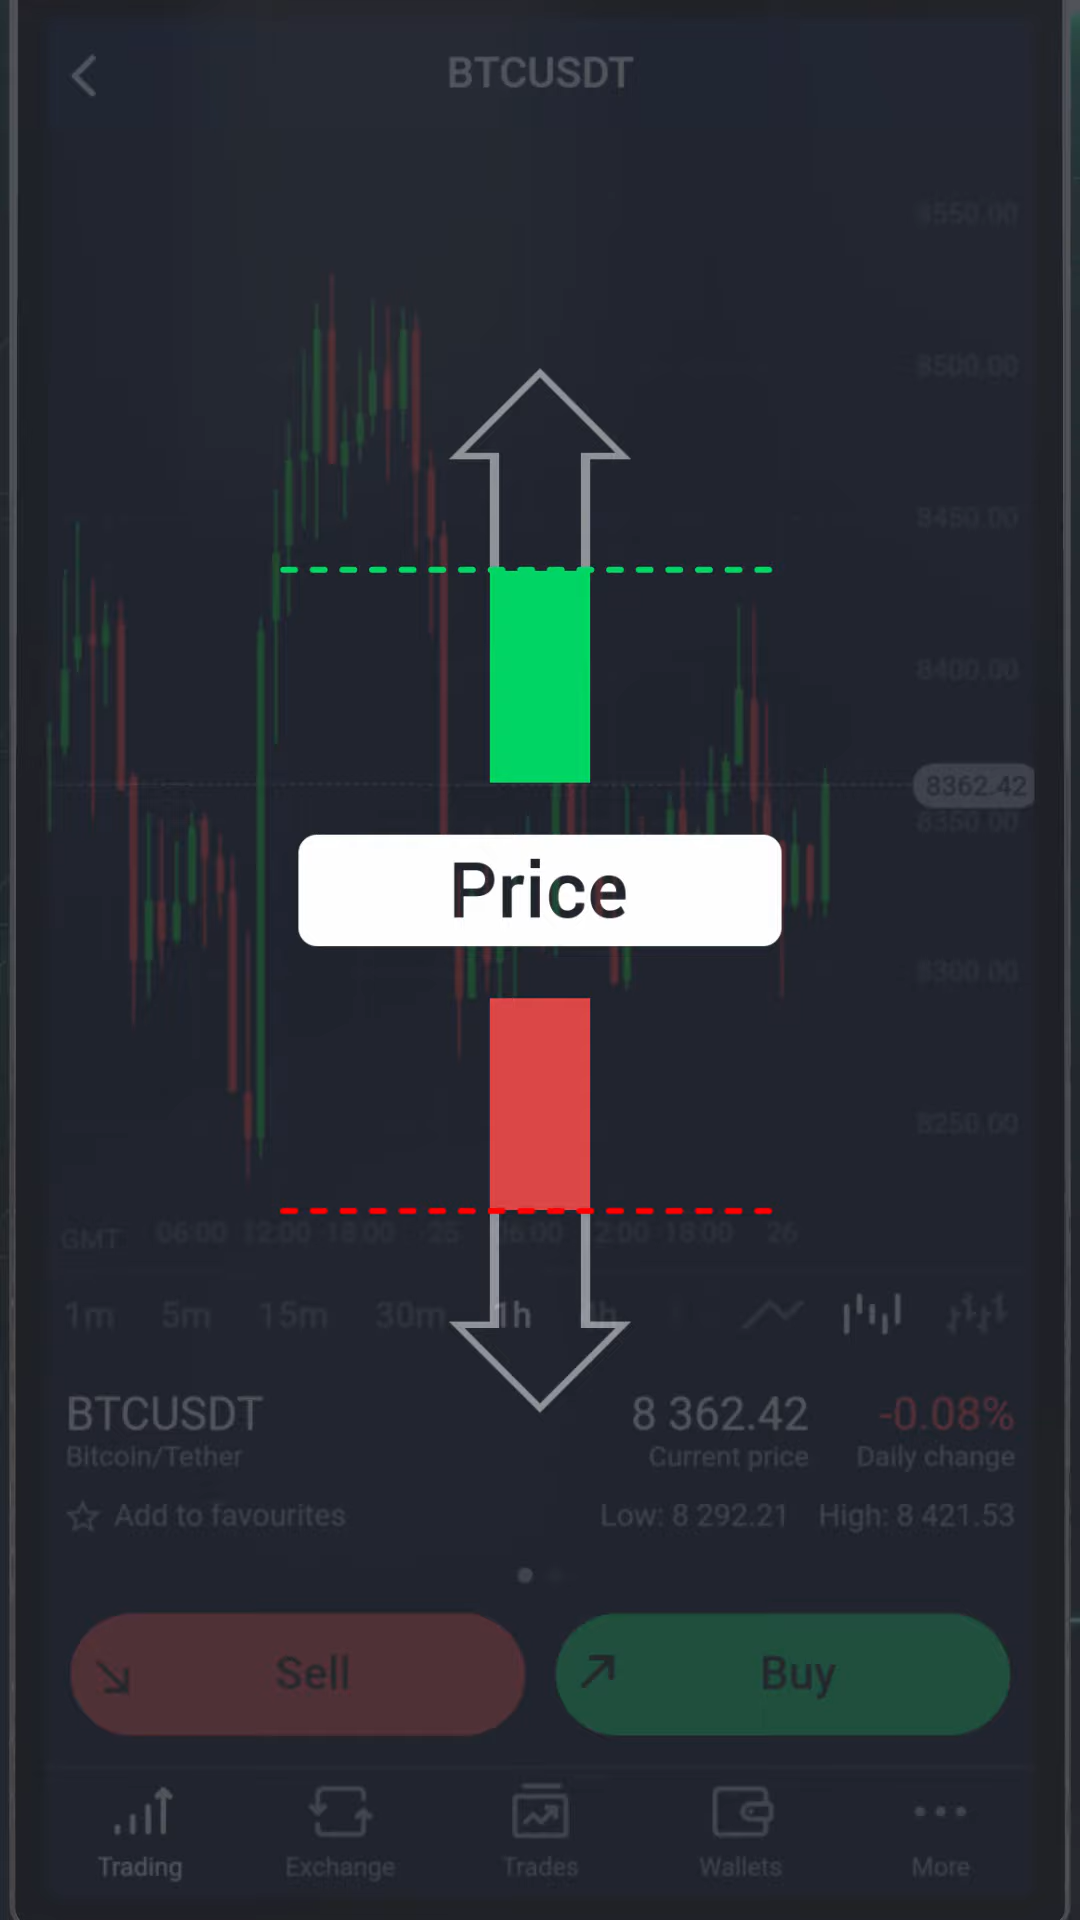 BTCUSDT
8550.00
8500.00
8450.00
8400.00
8362.42
8350.00
Price
8300.00
8250.00
GMT 06:00 12:00 18:00 25 06:00 12:00 18:00 26
1m 5m 15m 30m 1h 4h
BTCUSDT 8 362.42 -0.08%
Bitcoin/Tether Current price Daily change
Add to favourites Low: 8 292.21 High: 8 421.53
Sell Buy
Trading Exchange Trades Wallets More